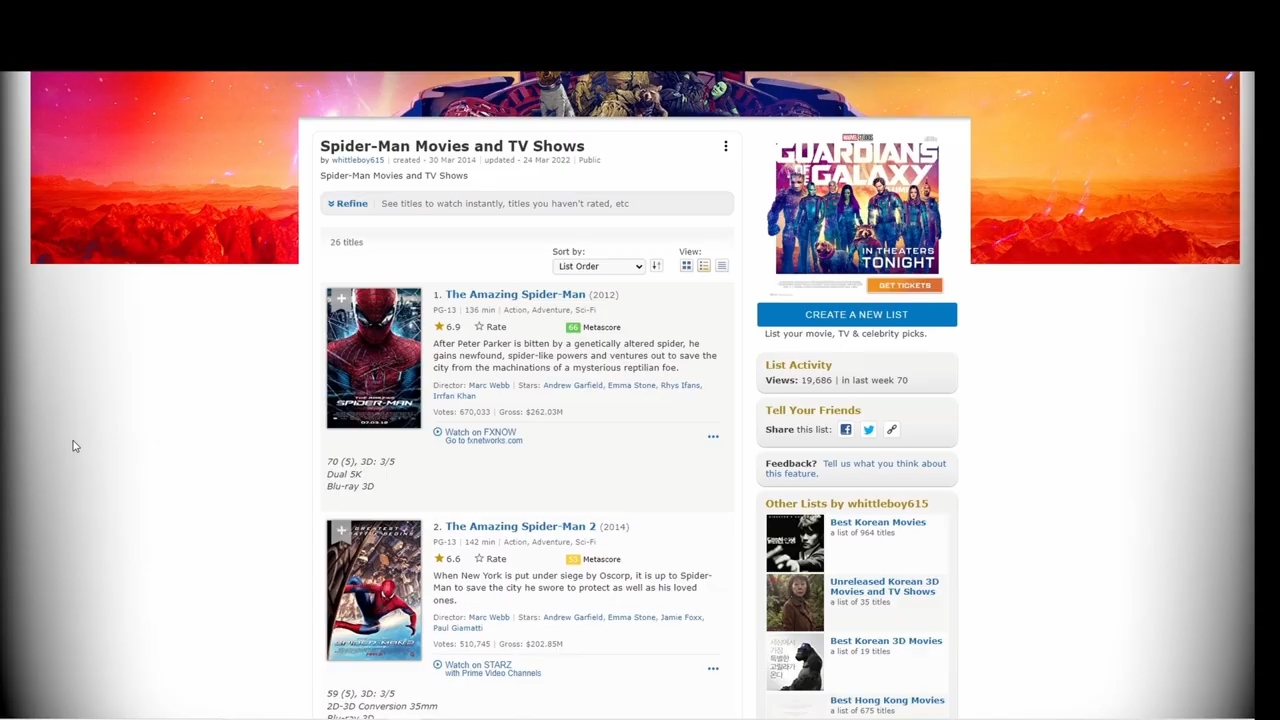 Spider-Man Movies and TV Shows
by whittleboy615 | created - 30 Mar 2014 | updated - 24 Mar 2022 | Public
Spider-Man Movies and TV Shows
Refine See titles to watch instantly, titles you haven't rated, etc
26 titles
Sort by: View:
List Order
1. The Amazing Spider-Man (2012)
PG-13 | 136 min | Action, Adventure, Sci-Fi
6.9 Rate 66 Metascore
After Peter Parker is bitten by a genetically altered spider, he
gains newfound, spider-like powers and ventures out to save the
city from the machinations of a mysterious reptilian foe.
Director: Marc Webb | Stars: Andrew Garfield, Emma Stone, Rhys Ifans,
Irrfan Khan
Votes: 670,033 | Gross: $262.03M
Watch on FXNOW
Go to fxnetworks.com
SPIDER-MAN
70 (5), 3D: 3/5
Dual 5K
Blu-ray 3D
2. The Amazing Spider-Man 2 (2014)
PG-13 | 142 min | Action, Adventure, Sci-Fi
6.6 Rate 53 Metascore
When New York is put under siege by Oscorp, it is up to Spider-
Man to save the city he swore to protect as well as his loved
ones.
Director: Marc Webb | Stars: Andrew Garfield, Emma Stone, Jamie Foxx,
Paul Giamatti
Votes: 510,745 | Gross: $202.85M
Watch on STARZ
with Prime Video Channels
59 (5), 3D: 3/5
2D-3D Conversion 35mm
Blu-ray 3D
MARVEL STUDIOS
GUARDIANS
OF THE GALAXY
IN THEATERS
TONIGHT
GET TICKETS
CREATE A NEW LIST
List your movie, TV & celebrity picks.
List Activity
Views: 19,686 | in last week 70
Tell Your Friends
Share this list:
Feedback? Tell us what you think about
this feature.
Other Lists by whittleboy615
Best Korean Movies
a list of 964 titles
Unreleased Korean 3D
Movies and TV Shows
a list of 35 titles
Best Korean 3D Movies
a list of 19 titles
Best Hong Kong Movies
a list of 675 titles